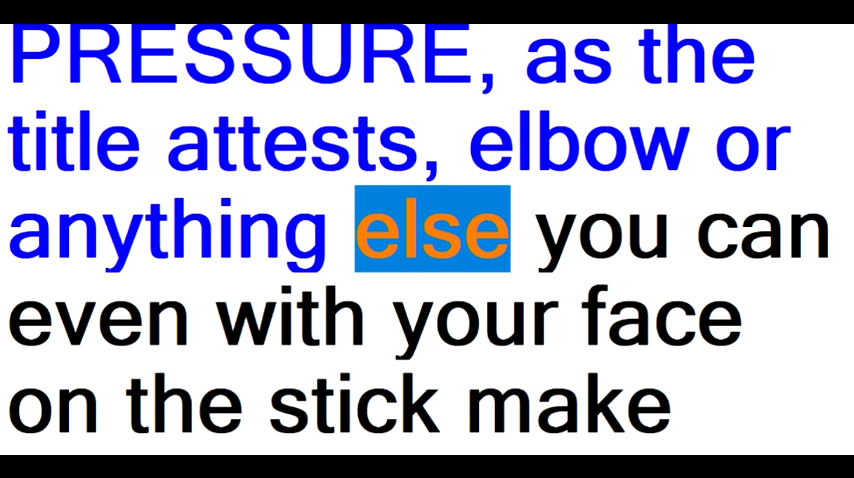 PRESSURE, as the
title attests, elbow or
anything else you can
even with your face
on the stick make